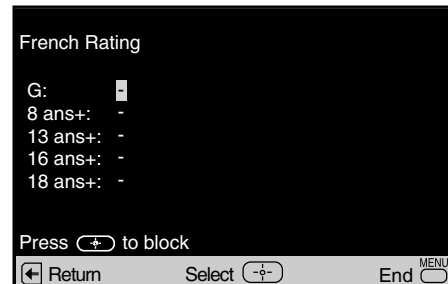 French Rating
G: -
8 ans+: -
13 ans+: -
16 ans+: -
18 ans+: -
Press to block
Return Select End MENU